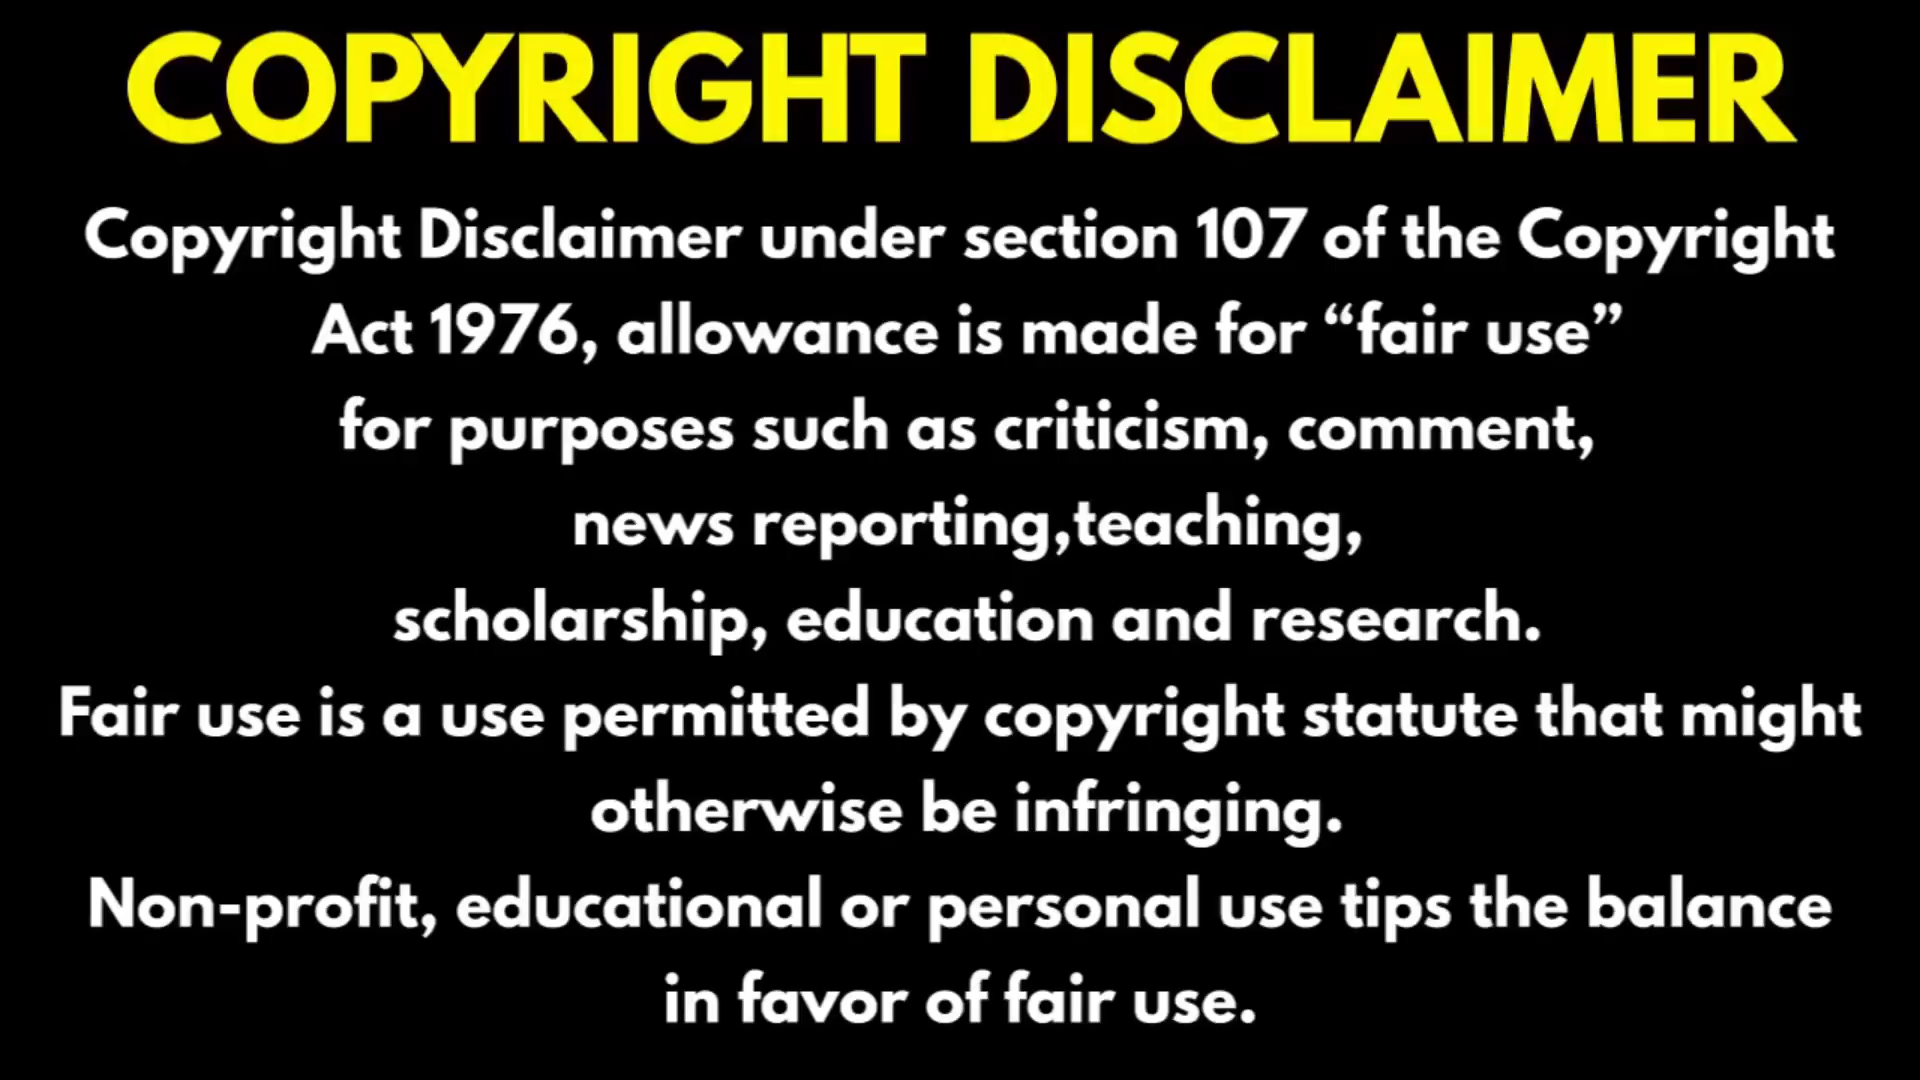 COPYRIGHT DISCLAIMER
Copyright Disclaimer under section 107 of the Copyright
Act 1976, allowance is made for “fair use”
for purposes such as criticism, comment,
news reporting,teaching,
scholarship, education and research.
Fair use is a use permitted by copyright statute that might
otherwise be infringing.
Non-profit, educational or personal use tips the balance
in favor of fair use.